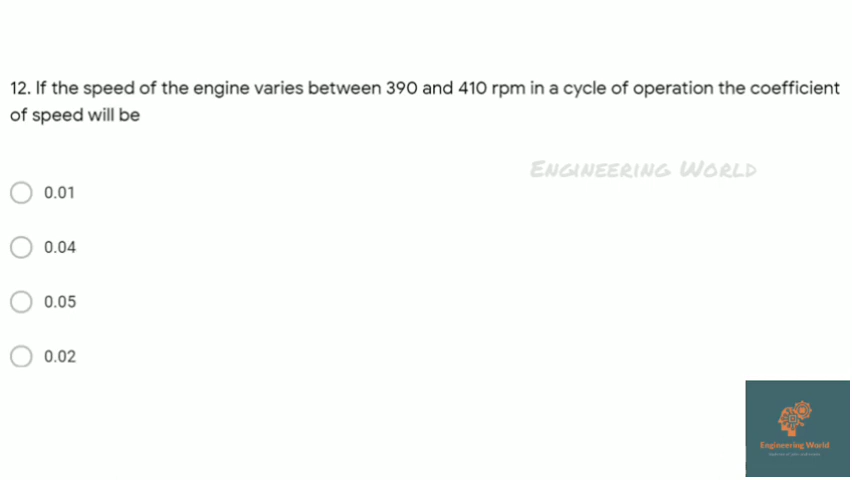 12. If the speed of the engine varies between 390 and 410 rpm in a cycle of operation the coefficient
of speed will be
ENGINEERING WORLD
0.01
0.04
0.05
0.02
Engineering World